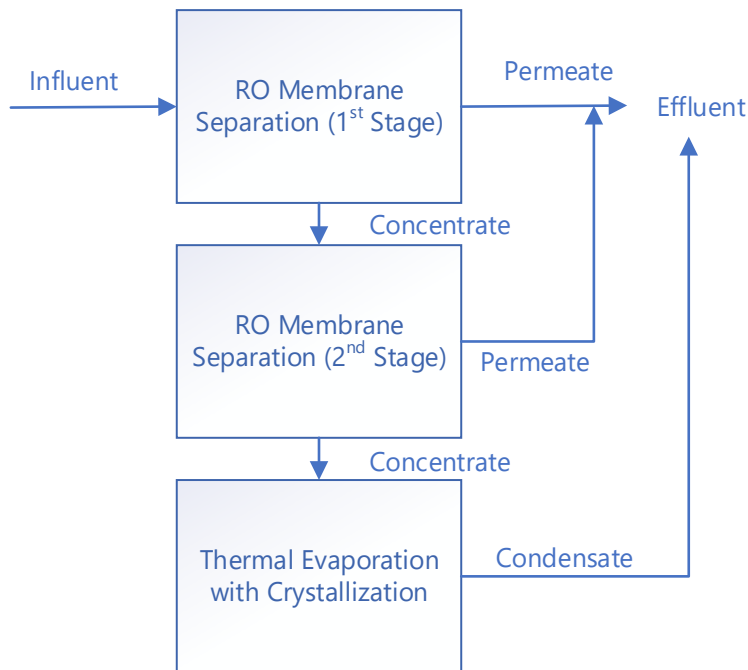 Influent
RO Membrane
Separation (1st Stage)
Permeate
Effluent
Concentrate
RO Membrane
Separation (2nd Stage)
Permeate
Concentrate
Thermal Evaporation
with Crystallization
Condensate